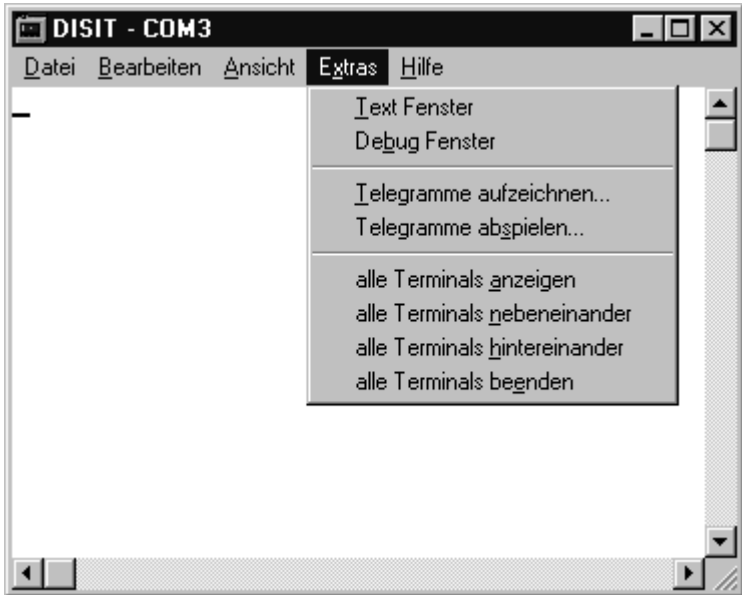 DISIT - COM3
Datei Bearbeiten Ansicht Extras Hilfe
Text Fenster
Debug Fenster
Telegramme aufzeichnen...
Telegramme abspielen...
alle Terminals anzeigen
alle Terminals nebeneinander
alle Terminals hintereinander
alle Terminals beenden